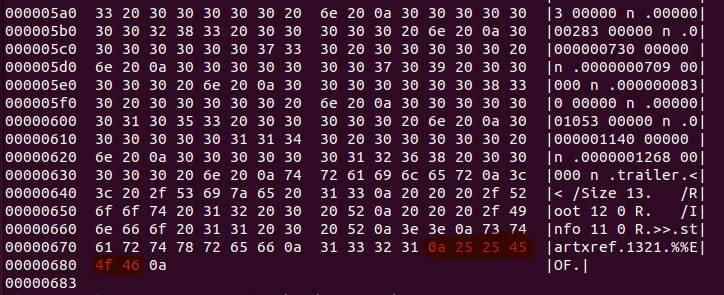 000005a0  33 20 30 30 30 30 30 20  6e 20 0a 30 30 30 30 30  |3 00000 n .00000
000005b0  30 30 32 38 33 20 30 30  30 30 30 20 6e 20 0a 30  |00283 00000 n .0
000005c0  30 30 30 30 30 30 37 33  30 20 30 30 30 30 30 20  |000000730 00000 
000005d0  6e 20 0a 30 30 30 30 30  30 30 37 30 39 20 30 30  |n .0000000709 00
000005e0  30 30 30 20 6e 20 0a 30  30 30 30 30 30 30 38 33  |000 n .000000083
000005f0  30 20 30 30 30 30 30 20  6e 20 0a 30 30 30 30 30  |0 00000 n .00000
00000600  30 31 30 35 33 20 30 30  30 30 30 20 6e 20 0a 30  |01053 00000 n .0
00000610  30 30 30 30 30 31 31 34  30 20 30 30 30 30 30 20  |000001140 00000 
00000620  6e 20 0a 30 30 30 30 30  30 31 32 36 38 20 30 30  |n .0000001268 00
00000630  30 30 30 20 6e 20 0a 74  72 61 69 6c 65 72 0a 3c  |000 n .trailer.<
00000640  3c 20 2f 53 69 7a 65 20  31 33 0a 20 20 20 2f 52  |< /Size 13.   /R
00000650  6f 6f 74 20 31 32 20 30  20 52 0a 20 20 20 2f 49  |oot 12 0 R.   /I
00000660  6e 66 6f 20 31 31 20 30  20 52 0a 3e 3e 0a 73 74  |nfo 11 0 R.>>.st
00000670  61 72 74 78 72 65 66 0a  31 33 32 31 0a 25 25 45  |artxref.1321.%%E
00000680  4f 46 0a  |OF.|
00000683